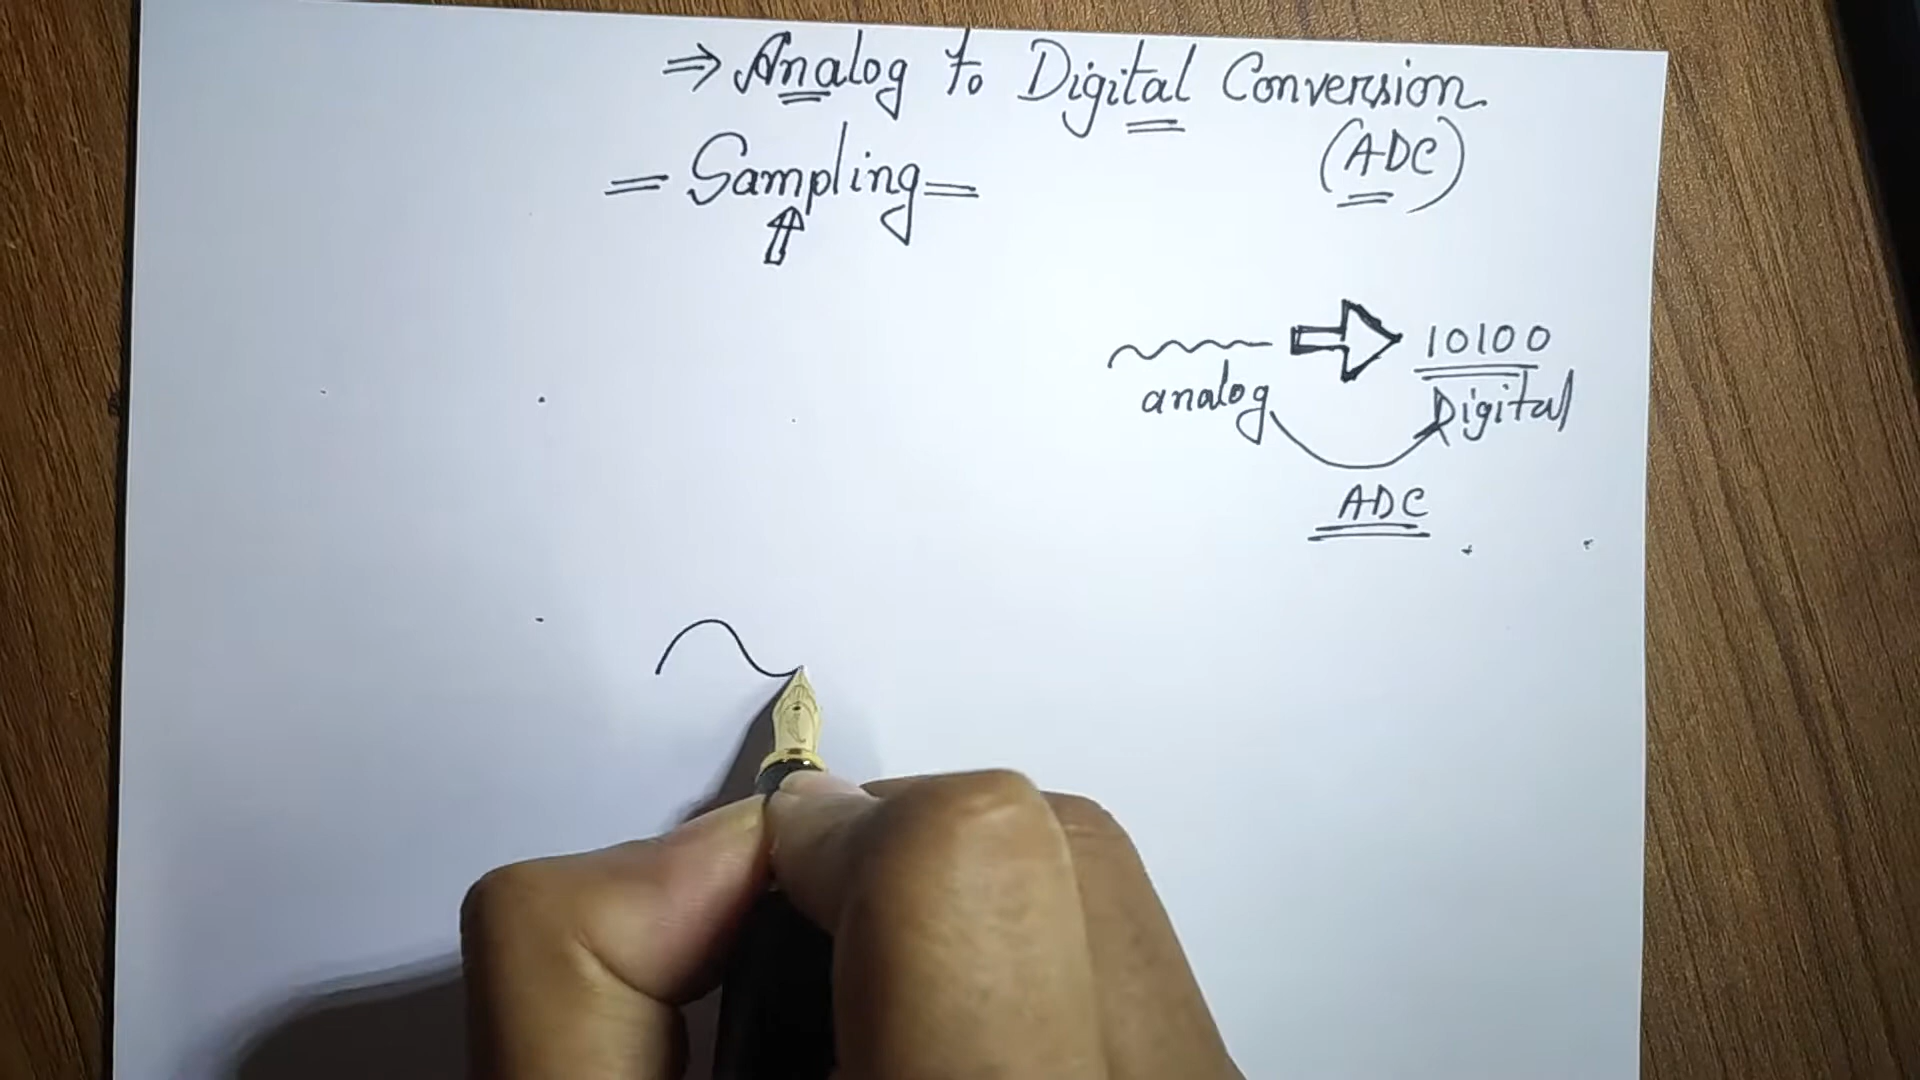 ⇒ Analog to Digital Conversion.
(ADC)
= Sampling =
10100
analog
Digital
ADC